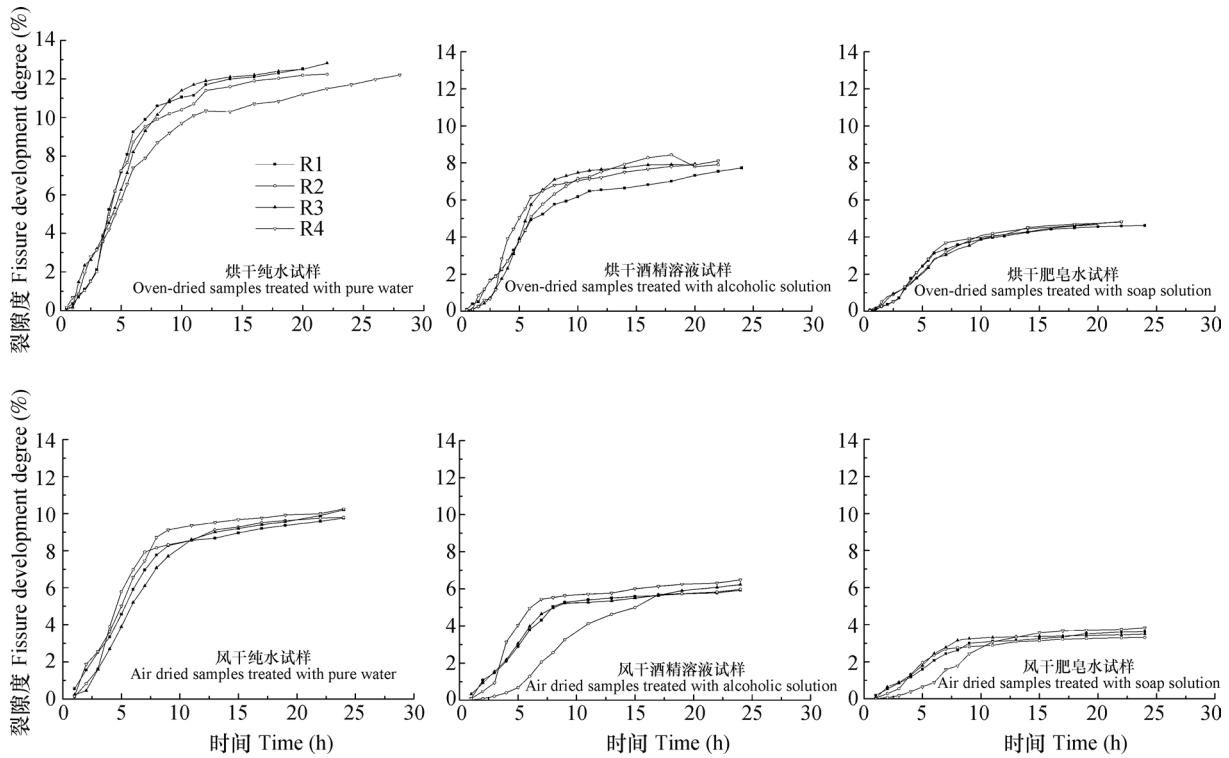 裂隙度 Fissure development degree (%)
14
12
10
8
6
4
2
0
R1
R2
R3
R4
烘干纯水试样
Oven-dried samples treated with pure water
0 5 10 15 20 25 30
14
12
10
8
6
4
2
0
烘干酒精溶液试样
Oven-dried samples treated with alcoholic solution
0 5 10 15 20 25 30
14
12
10
8
6
4
2
0
烘干肥皂水试样
Oven-dried samples treated with soap solution
0 5 10 15 20 25 30
裂隙度 Fissure development degree (%)
14
12
10
8
6
4
2
0
风干纯水试样
Air dried samples treated with pure water
0 5 10 15 20 25 30
时间 Time (h)
14
12
10
8
6
4
2
0
风干酒精溶液试样
Air dried samples treated with alcoholic solution
0 5 10 15 20 25 30
时间 Time (h)
14
12
10
8
6
4
2
0
风干肥皂水试样
Air dried samples treated with soap solution
0 5 10 15 20 25 30
时间 Time (h)